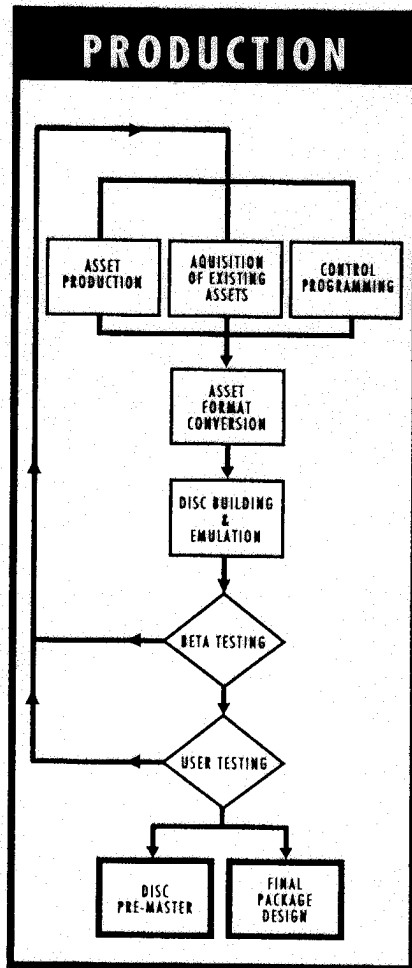 PRODUCTION
ASSET
PRODUCTION
AQUISITION
OF EXISTING
ASSETS
CONTROL
PROGRAMMING
ASSET
FORMAT
CONVERSION
DISC BUILDING
&
EMULATION
BETA TESTING
USER TESTING
DISC
PRE-MASTER
FINAL
PACKAGE
DESIGN